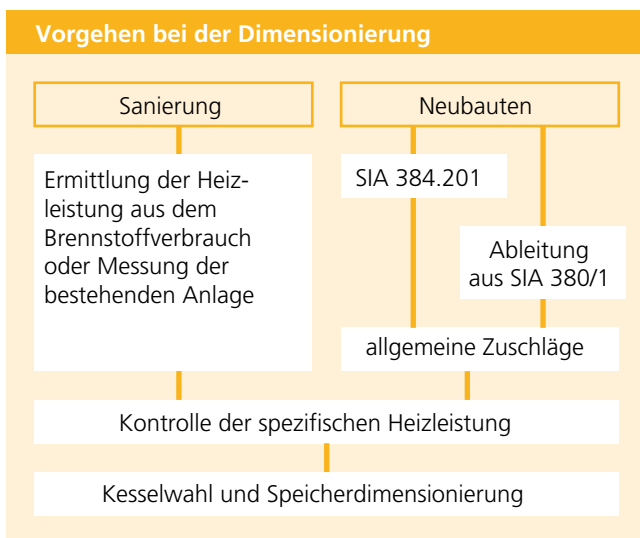 Vorgehen bei der Dimensionierung
Sanierung
Ermittlung der Heiz-
leistung aus dem
Brennstoffverbrauch
oder Messung der
bestehenden Anlage
Neubauten
SIA 384.201
Ableitung
aus SIA 380/1
allgemeine Zuschläge
Kontrolle der spezifischen Heizleistung
Kesselwahl und Speicherdimensionierung